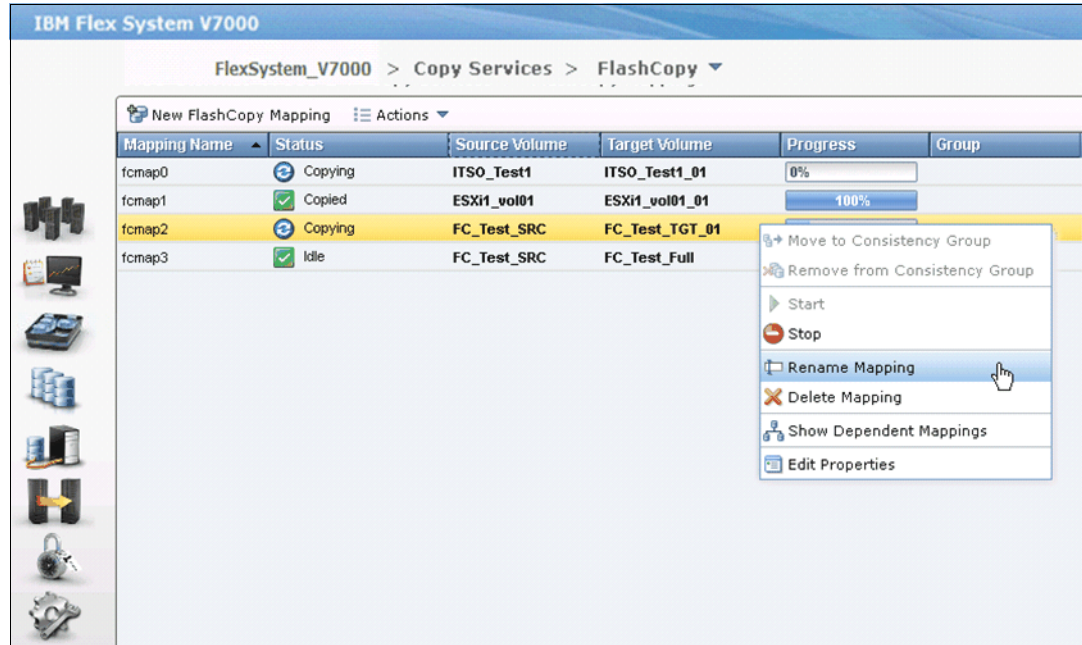 IBM Flex System V7000
FlexSystem_V7000 > Copy Services > FlashCopy
New FlashCopy Mapping Actions
Mapping Name Status Source Volume Target Volume Progress Group
fcmap0 Copying ITSO_Test1 ITSO_Test1_01 0%
fcmap1 Copied ESXi1_vol01 ESXi1_vol01_01 100%
fcmap2 Copying FC_Test_SRC FC_Test_TGT_01
fcmap3 Idle FC_Test_SRC FC_Test_Full
Move to Consistency Group
Remove from Consistency Group
Start
Stop
Rename Mapping
Delete Mapping
Show Dependent Mappings
Edit Properties